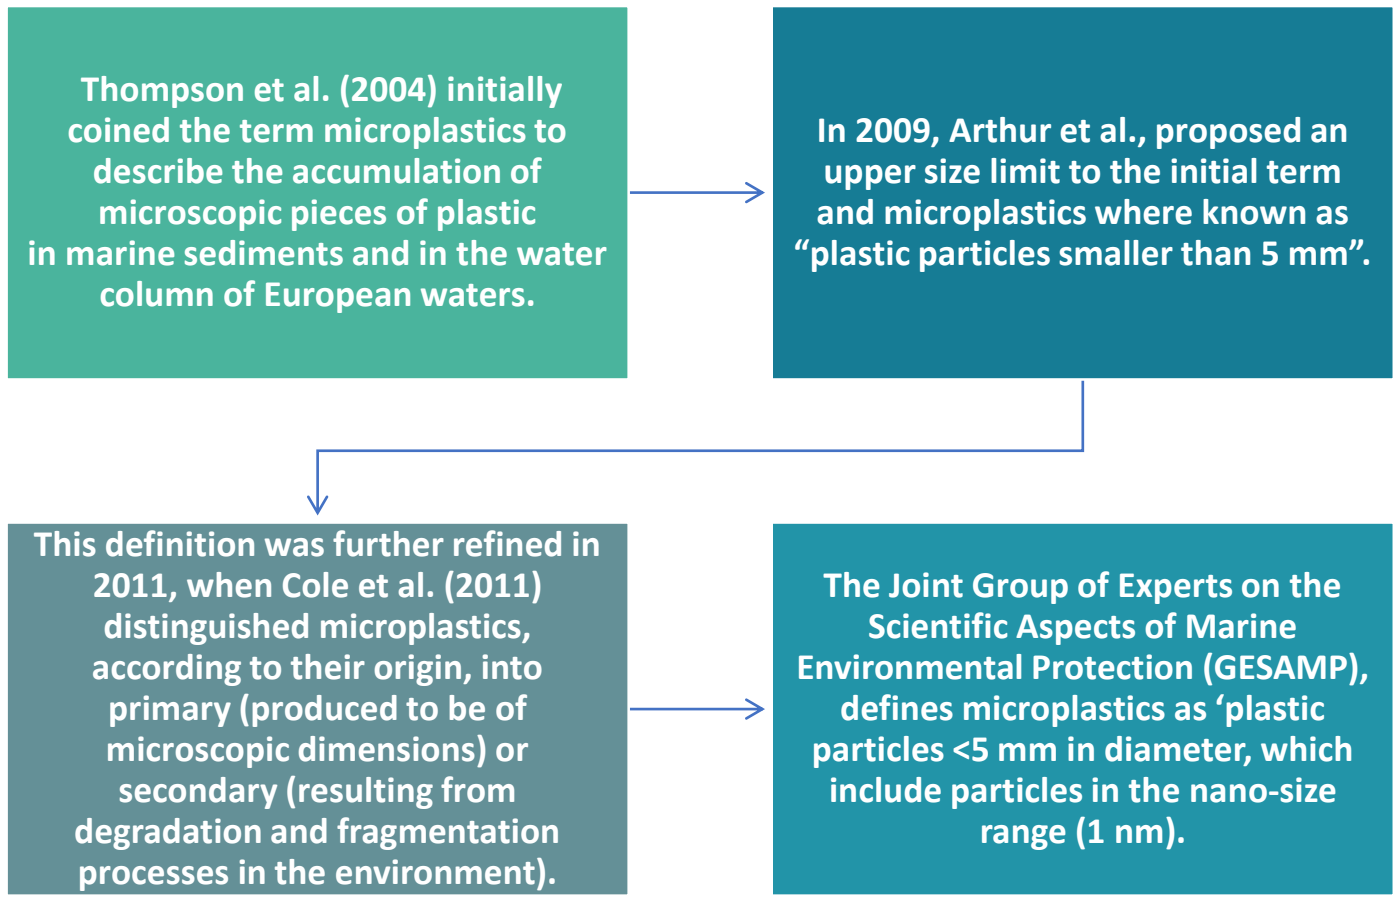 Thompson et al. (2004) initially
coined the term microplastics to
describe the accumulation of
microscopic pieces of plastic
in marine sediments and in the water
column of European waters.
In 2009, Arthur et al., proposed an
upper size limit to the initial term
and microplastics where known as
“plastic particles smaller than 5 mm”.
This definition was further refined in
2011, when Cole et al. (2011)
distinguished microplastics,
according to their origin, into
primary (produced to be of
microscopic dimensions) or
secondary (resulting from
degradation and fragmentation
processes in the environment).
The Joint Group of Experts on the
Scientific Aspects of Marine
Environmental Protection (GESAMP),
defines microplastics as ‘plastic
particles <5 mm in diameter, which
include particles in the nano-size
range (1 nm).